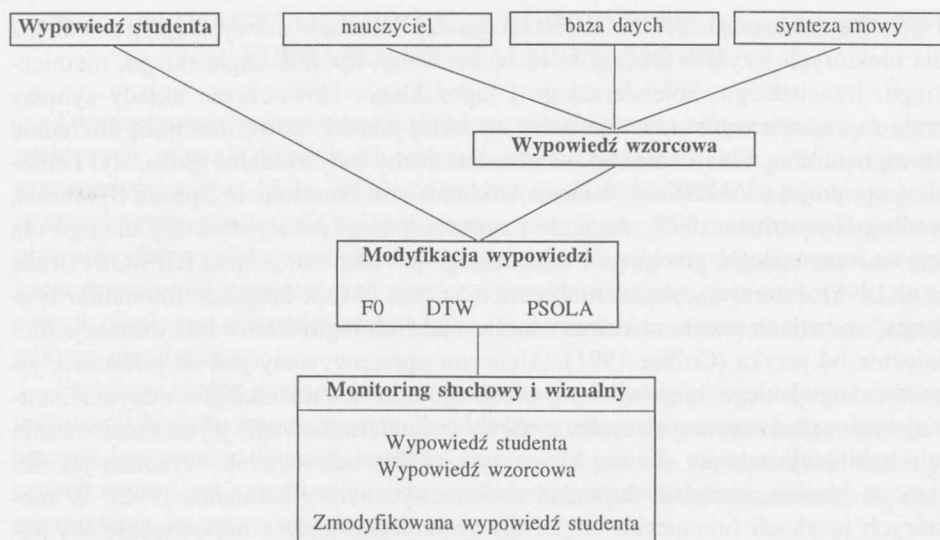 Wypowiedź studenta nauczyciel baza daych synteza mowy
Wypowiedź wzorcowa
Modyfikacja wypowiedzi
F0 DTW PSOLA
Monitoring słuchowy i wizualny
Wypowiedź studenta
Wypowiedź wzorcowa
Zmodyfikowana wypowiedź studenta